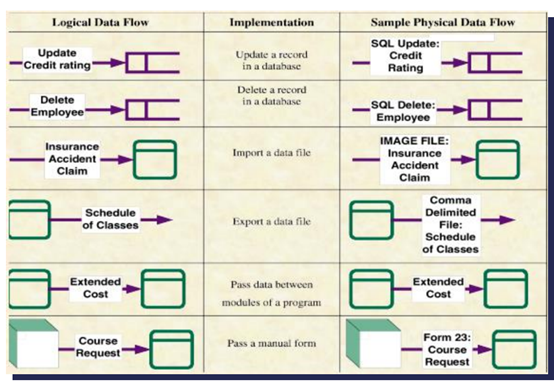 Logical Data Flow
Implementation
Sample Physical Data Flow
Update
Credit rating
Update a record
in a database
SQL Update:
Credit
Rating
Delete
Employee
Delete a record
in a database
SQL Delete:
Employee
Insurance
Accident
Claim
Import a data file
IMAGE FILE:
Insurance
Accident
Claim
Schedule
of Classes
Export a data file
Comma
Delimited
File:
Schedule
of Classes
Extended
Cost
Pass data between
modules of a program
Extended
Cost
Course
Request
Pass a manual form
Form 23:
Course
Request